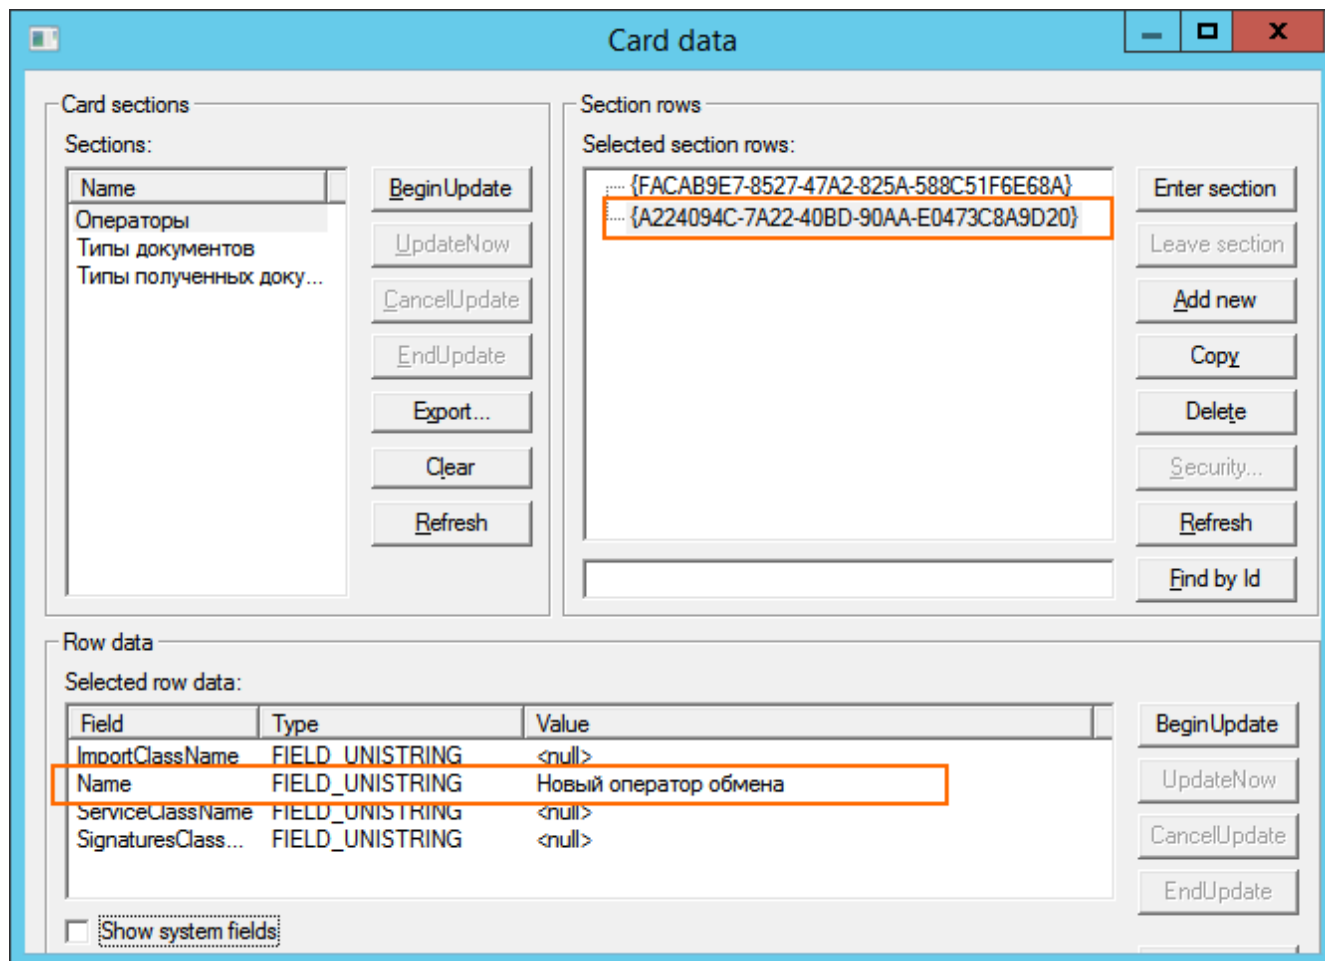 Card data
Card sections
Sections:
Name
Операторы
Типы документов
Типы полученных доку...
BeginUpdate
UpdateNow
CancelUpdate
EndUpdate
Export...
Clear
Refresh
Section rows
Selected section rows:
{FACAB9E7-8527-47A2-825A-588C51F6E68A}
{A224094C-7A22-40BD-90AA-E0473C8A9D20}
Enter section
Leave section
Add new
Copy
Delete
Security...
Refresh
Find by Id
Row data
Selected row data:
Field Type Value
ImportClassName FIELD_UNISTRING <null>
Name FIELD_UNISTRING Новый оператор обмена
ServiceClassName FIELD_UNISTRING <null>
SignaturesClass... FIELD_UNISTRING <null>
BeginUpdate
UpdateNow
CancelUpdate
EndUpdate
Show system fields